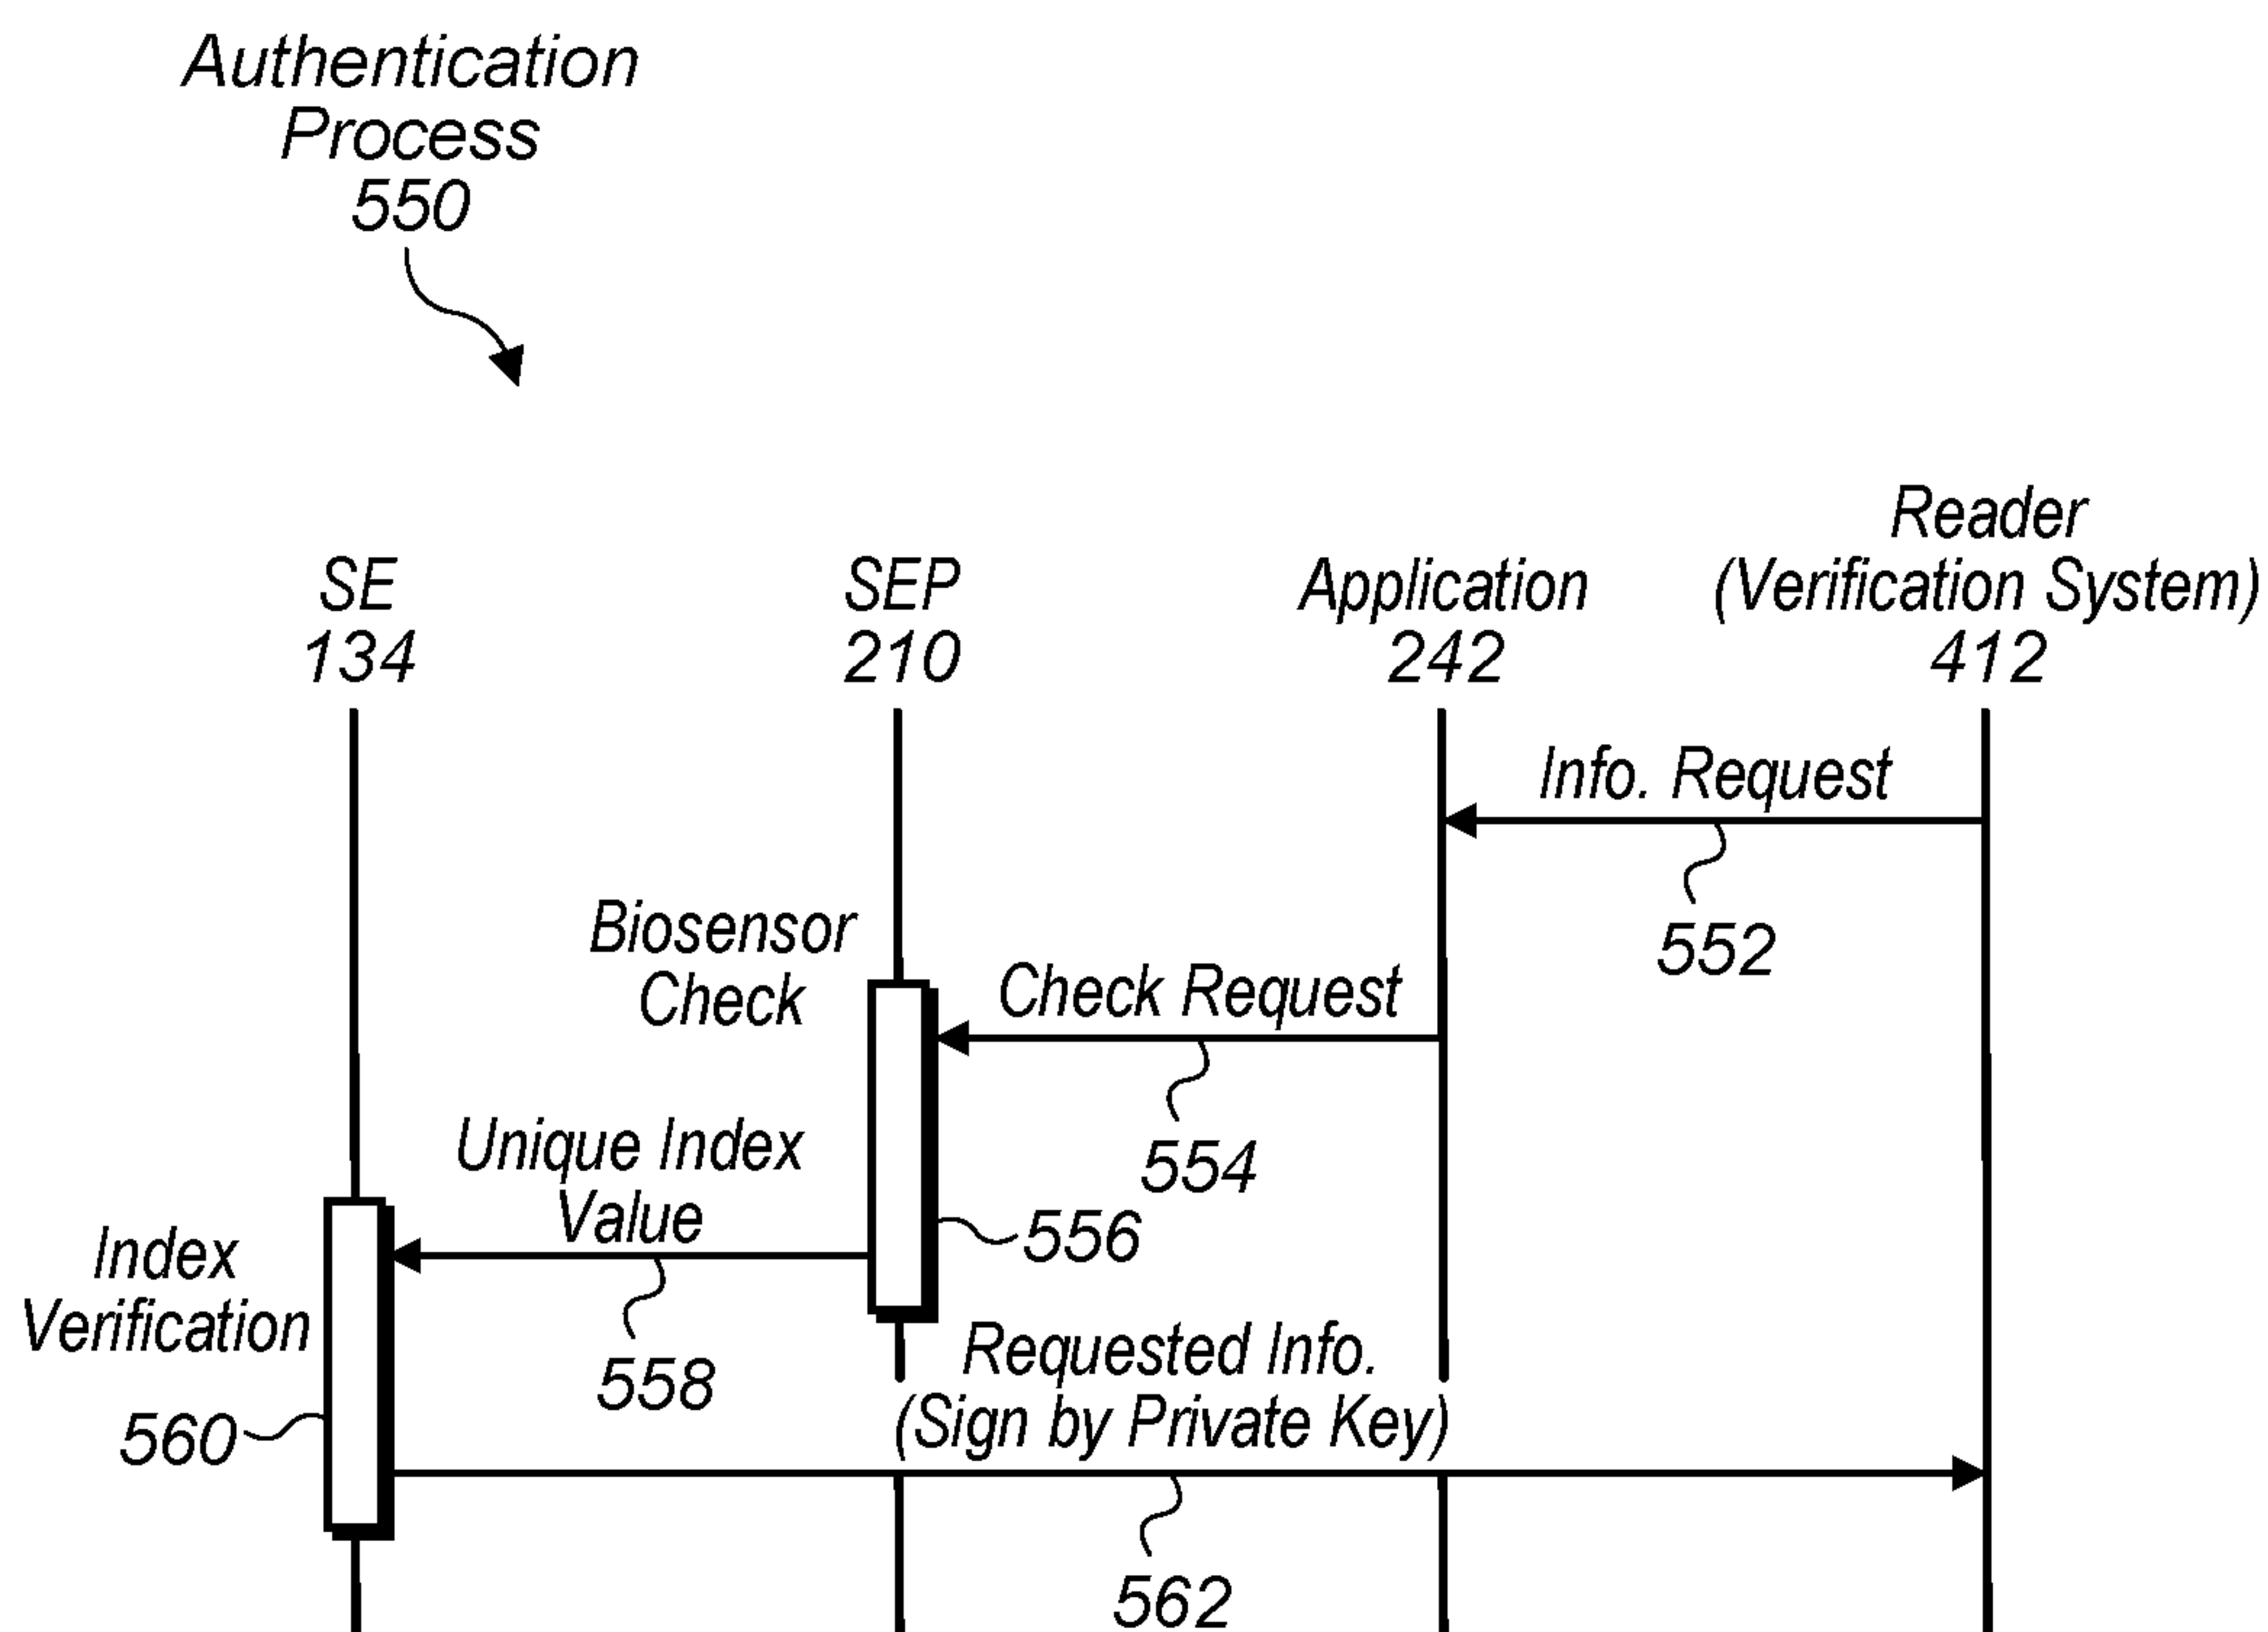 Authentication
Process
550
SE
134
SEP
210
Application
242
Reader
(Verification System)
412
Info. Request
552
Biosensor
Check
Check Request
554
556
Unique Index
Value
558
Index
Verification
560
Requested Info.
(Sign by Private Key)
562